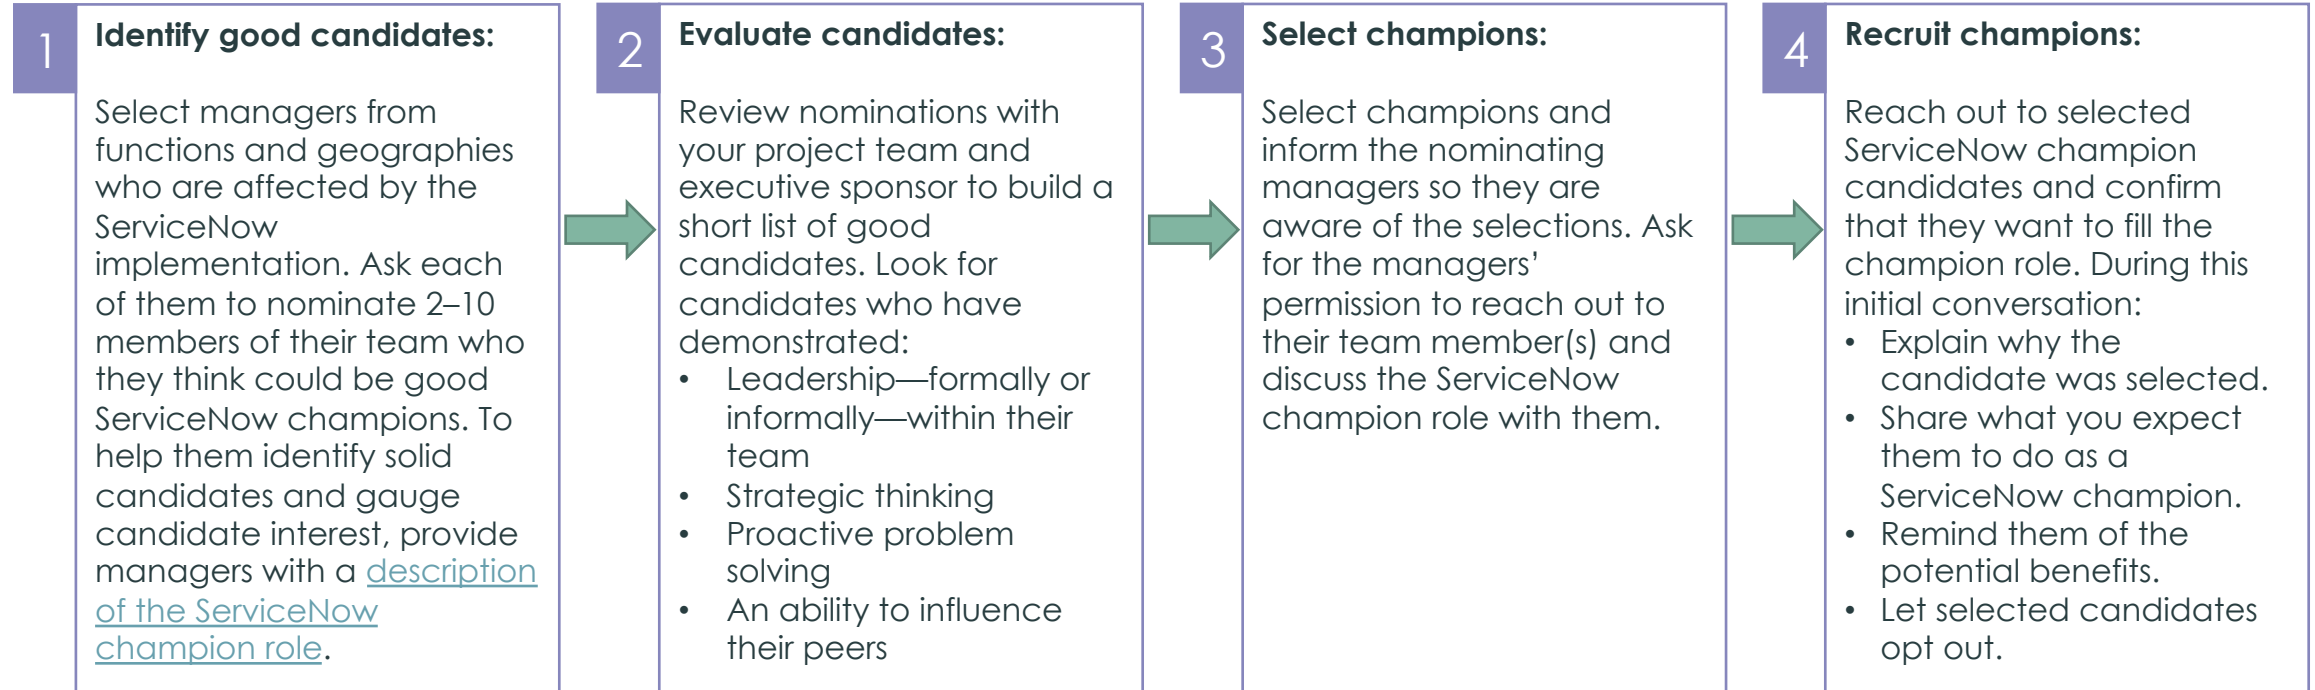 1
Identify good candidates:
Select managers from
functions and geographies
who are affected by the
ServiceNow
implementation. Ask each
of them to nominate 2–10
members of their team who
they think could be good
ServiceNow champions. To
help them identify solid
candidates and gauge
candidate interest, provide
managers with a description
of the ServiceNow
champion role.
2
Evaluate candidates:
Review nominations with
your project team and
executive sponsor to build a
short list of good
candidates. Look for
candidates who have
demonstrated:
• Leadership—formally or
informally—within their
team
• Strategic thinking
• Proactive problem
solving
• An ability to influence
their peers
3
Select champions:
Select champions and
inform the nominating
managers so they are
aware of the selections. Ask
for the managers’
permission to reach out to
their team member(s) and
discuss the ServiceNow
champion role with them.
4
Recruit champions:
Reach out to selected
ServiceNow champion
candidates and confirm
that they want to fill the
champion role. During this
initial conversation:
• Explain why the
candidate was selected.
• Share what you expect
them to do as a
ServiceNow champion.
• Remind them of the
potential benefits.
• Let selected candidates
opt out.